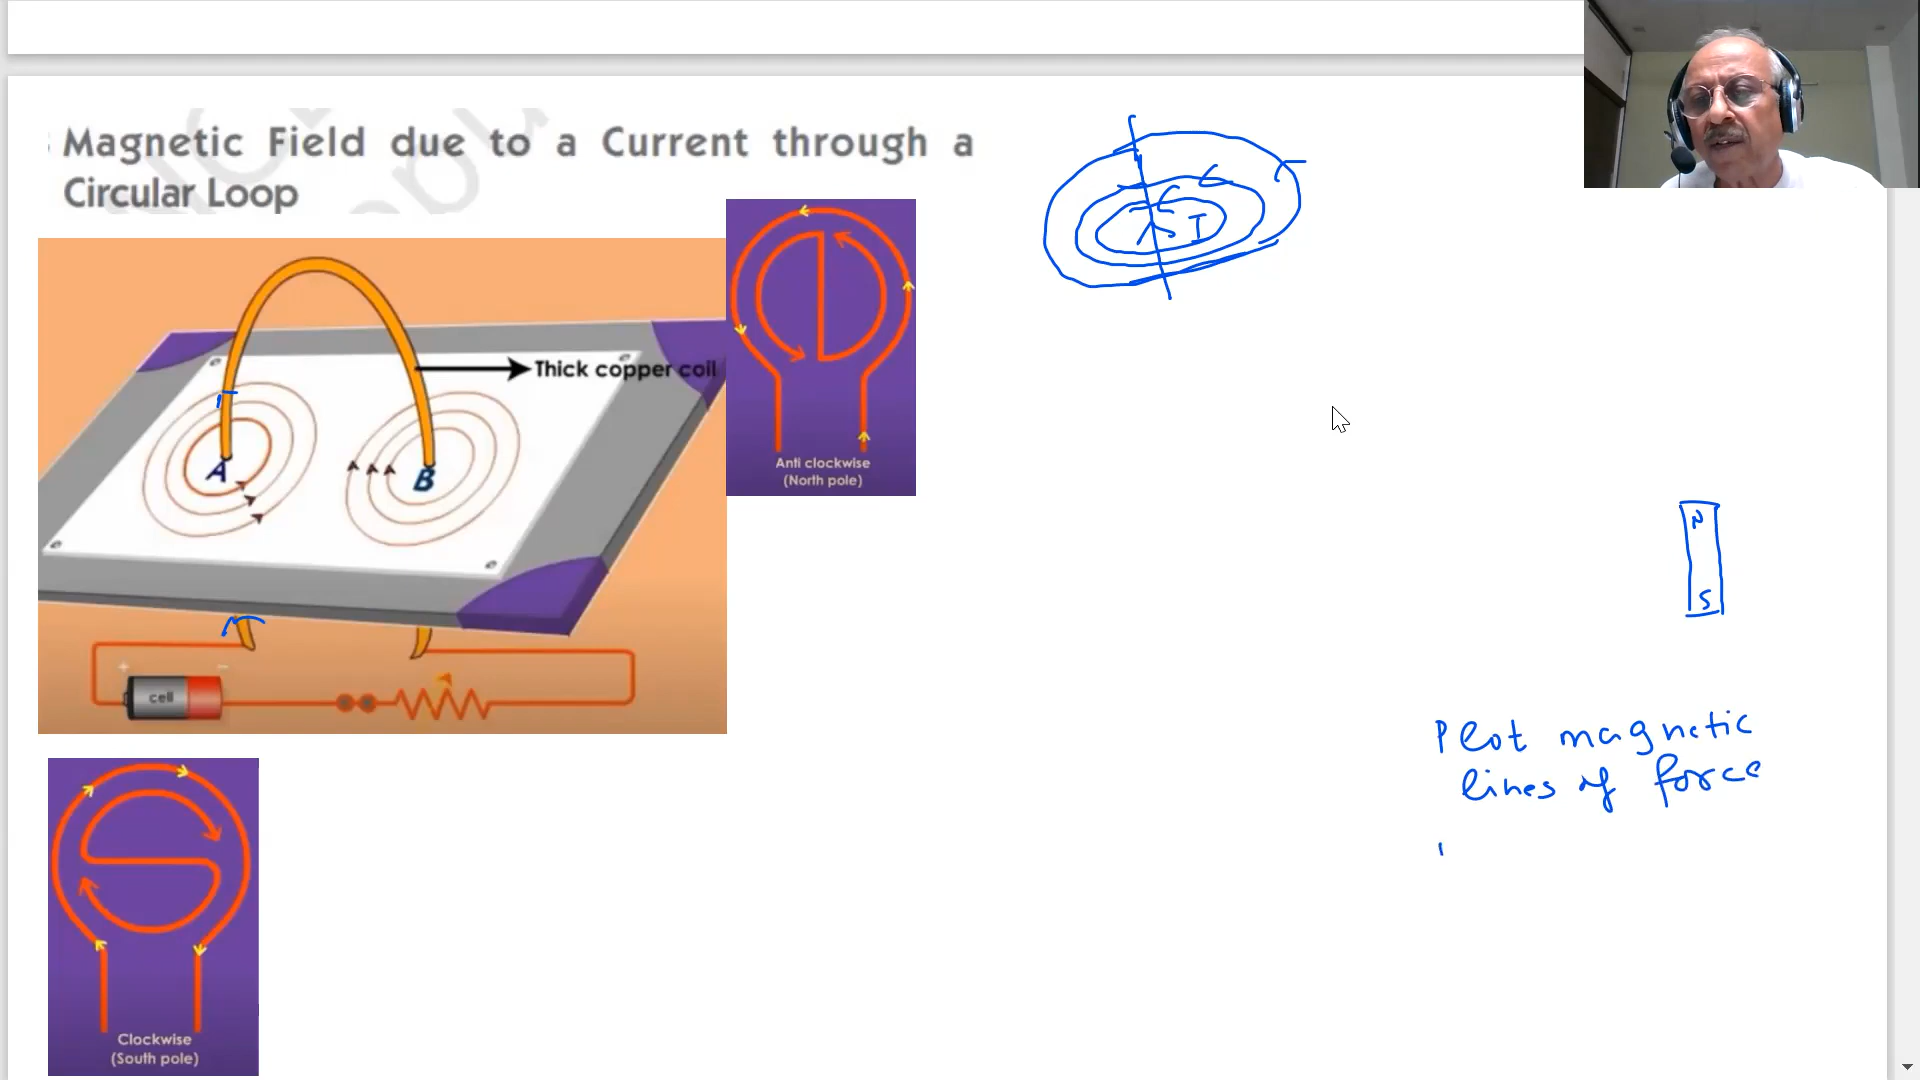 Magnetic Field due to a Current through a
Circular Loop
I
Thick copper coil
A
B
cell
+
-
Anti clockwise
(North pole)
N
S
Plot magnetic
lines of force
Clockwise
(South pole)